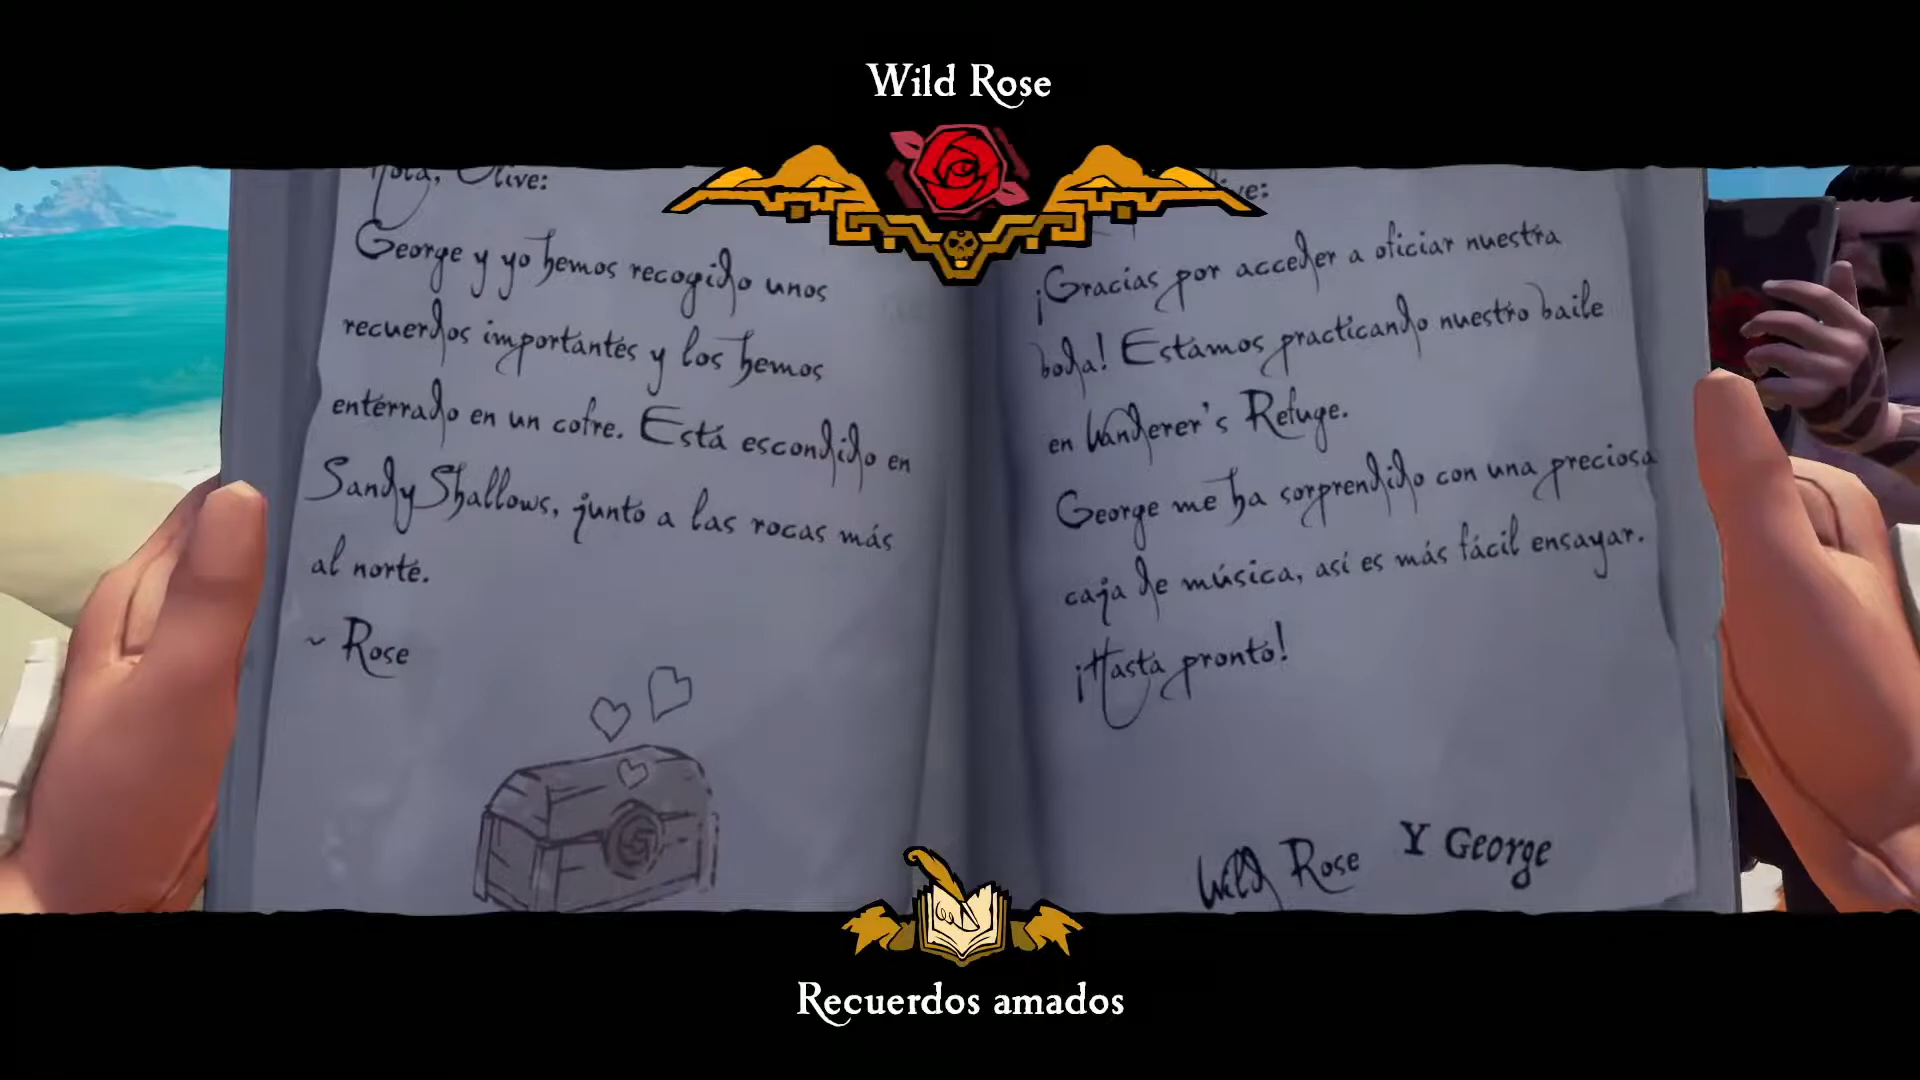 Wild Rose
Hola, Olive:
George y yo hemos recogido unos
recuerdos importantes y los hemos
enterrado en un cofre. Está escondido en
Sandy Shallows, junto a las rocas más
al norte.
~ Rose
¡Gracias por acceder a oficiar nuestra
boda! Estamos practicando nuestro baile
en Wanderer's Refuge.
George me ha sorprendido con una preciosa
caja de música, así es más fácil ensayar.
¡Hasta pronto!
Wild Rose Y George
Recuerdos amados